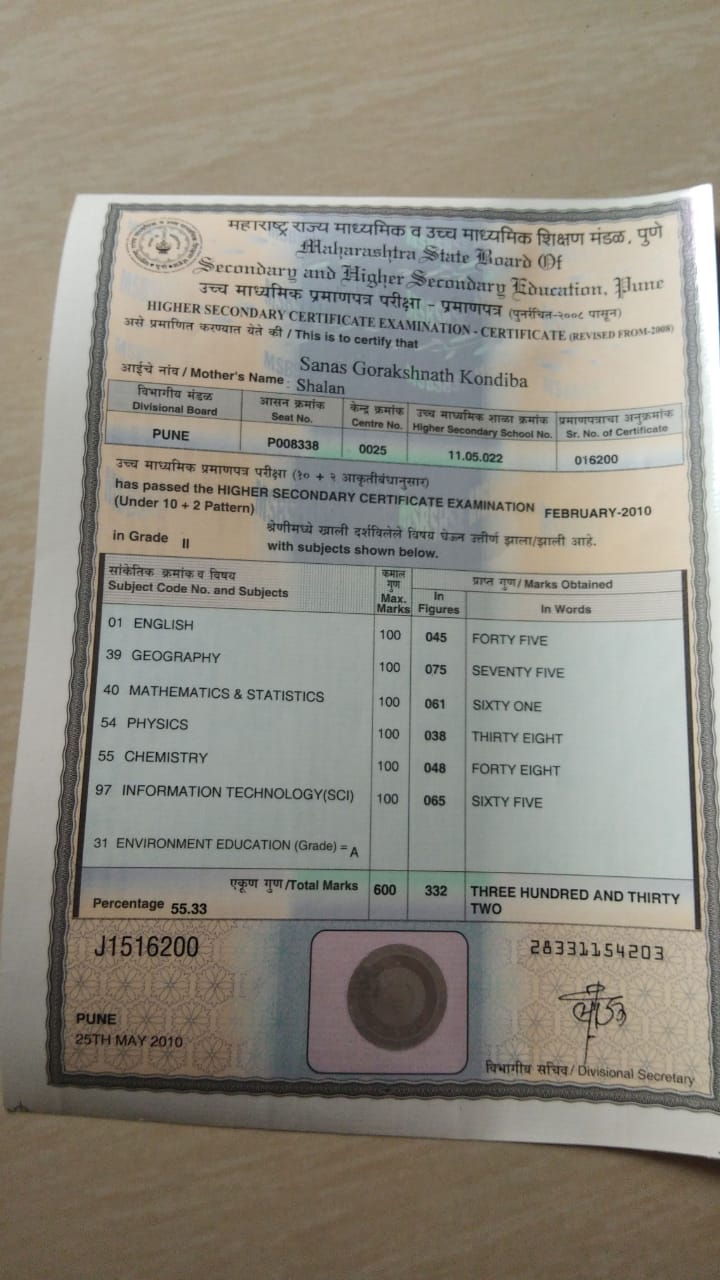 महाराष्ट्र राज्य माध्यमिक व उच्च माध्यमिक शिक्षण मंडळ, पुणे
Maharashtra State Board Of
Secondary and Higher Secondary Education, Pune
उच्च माध्यमिक प्रमाणपत्र परीक्षा - प्रमाणपत्र (पुनर्रचित-२००८ पासून)
HIGHER SECONDARY CERTIFICATE EXAMINATION - CERTIFICATE (REVISED FROM-2008)
असे प्रमाणित करण्यात येते की / This is to certify that
Sanas Gorakshnath Kondiba
आईचे नांव / Mother's Name : Shalan
विभागीय मंडळ आसन क्रमांक केन्द्र क्रमांक उच्च माध्यमिक शाळा क्रमांक प्रमाणपत्राचा अनुक्रमांक
Divisional Board Seat No. Centre No. Higher Secondary School No. Sr. No. of Certificate
PUNE P008338 0025 11.05.022 016200
उच्च माध्यमिक प्रमाणपत्र परीक्षा (१० + २ आकृतीबंधानुसार)
has passed the HIGHER SECONDARY CERTIFICATE EXAMINATION FEBRUARY-2010
(Under 10 + 2 Pattern)
श्रेणीमध्ये खाली दर्शविलेले विषय घेऊन उत्तीर्ण झाला/झाली आहे.
in Grade II with subjects shown below.
सांकेतिक क्रमांक व विषय कमाल गुण प्राप्त गुण / Marks Obtained
Subject Code No. and Subjects Max. Marks In Figures In Words
01 ENGLISH 100 045 FORTY FIVE
39 GEOGRAPHY 100 075 SEVENTY FIVE
40 MATHEMATICS & STATISTICS 100 061 SIXTY ONE
54 PHYSICS 100 038 THIRTY EIGHT
55 CHEMISTRY 100 048 FORTY EIGHT
97 INFORMATION TECHNOLOGY(SCI) 100 065 SIXTY FIVE
31 ENVIRONMENT EDUCATION (Grade) = A
एकूण गुण /Total Marks 600 332 THREE HUNDRED AND THIRTY TWO
Percentage 55.33
J1516200
28331154203
PUNE
25TH MAY 2010
विभागीय सचिव / Divisional Secretary